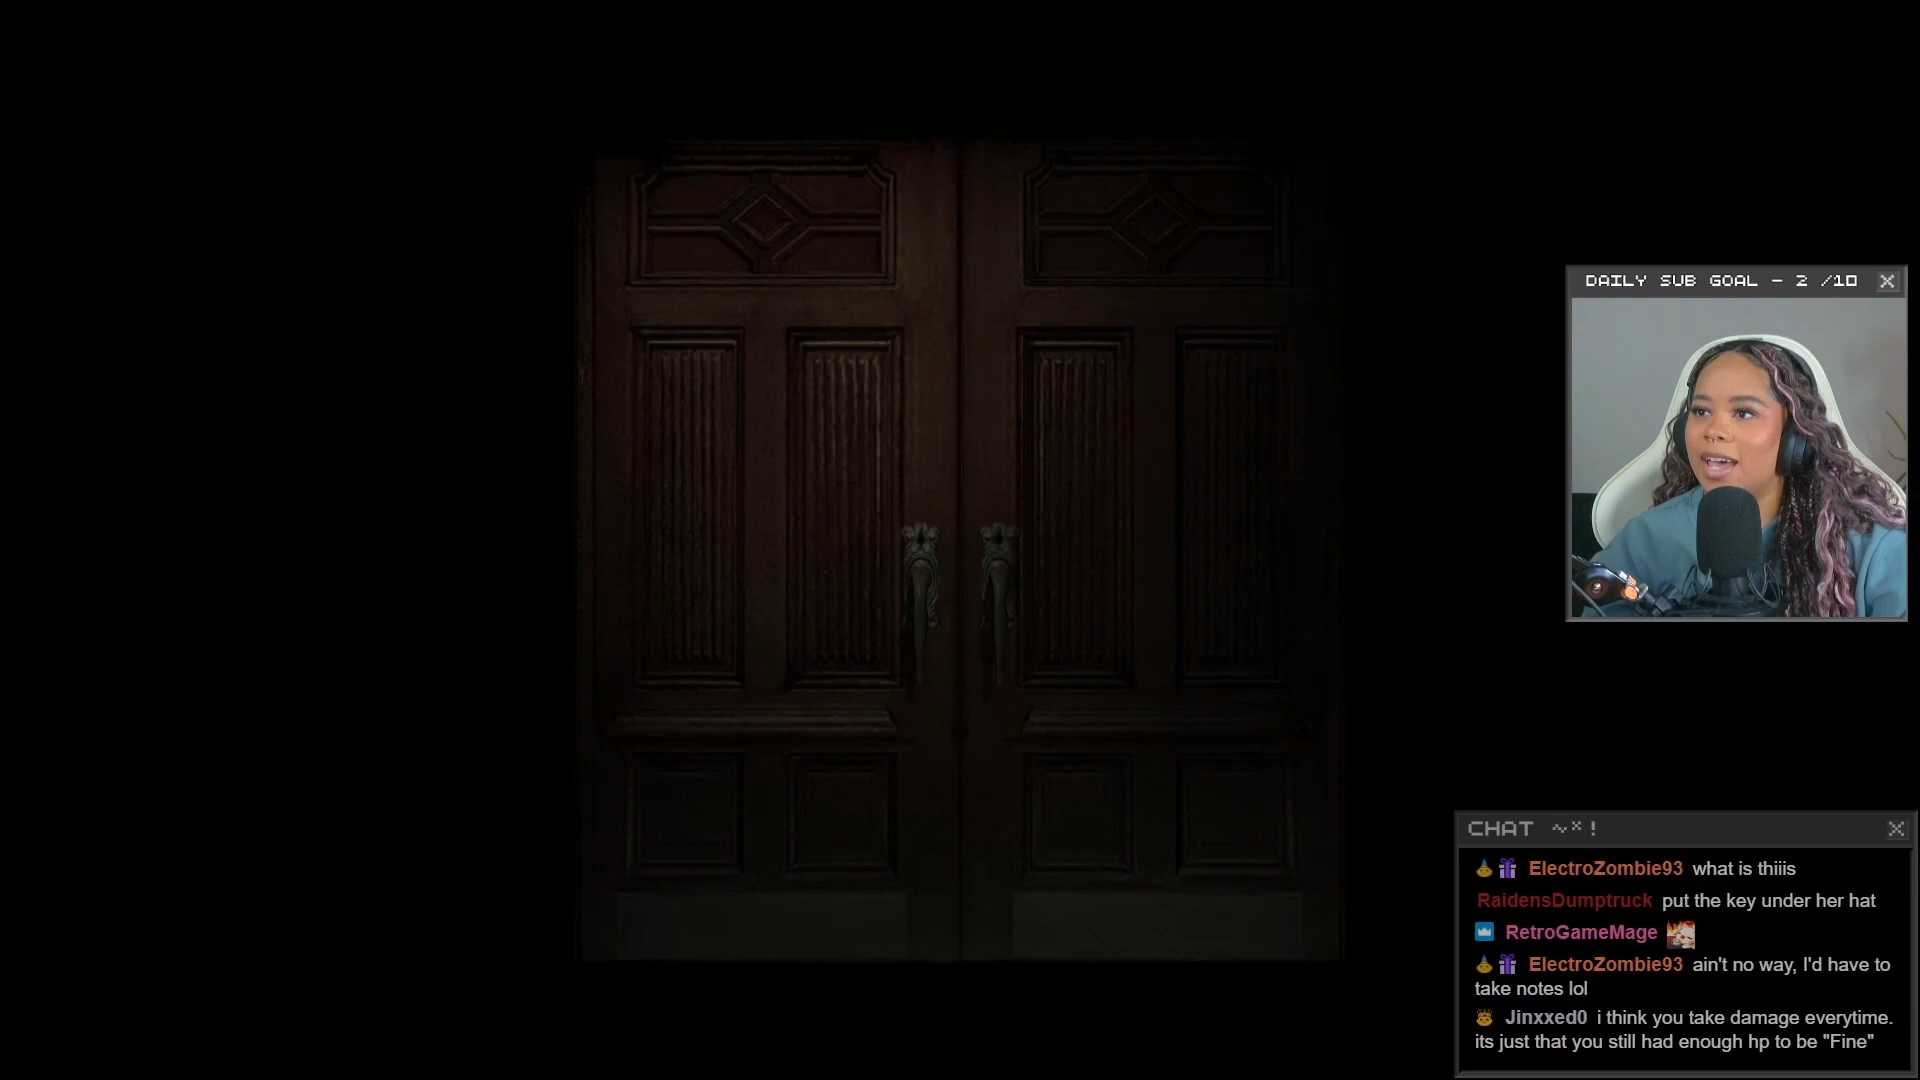 DAILY SUB GOAL - 2 /10
CHAT ~*!
ElectroZombie93 what is thiiis
RaidensDumptruck put the key under her hat
RetroGameMage
ElectroZombie93 ain't no way, I'd have to
take notes lol
Jinxxed0 i think you take damage everytime.
its just that you still had enough hp to be "Fine"